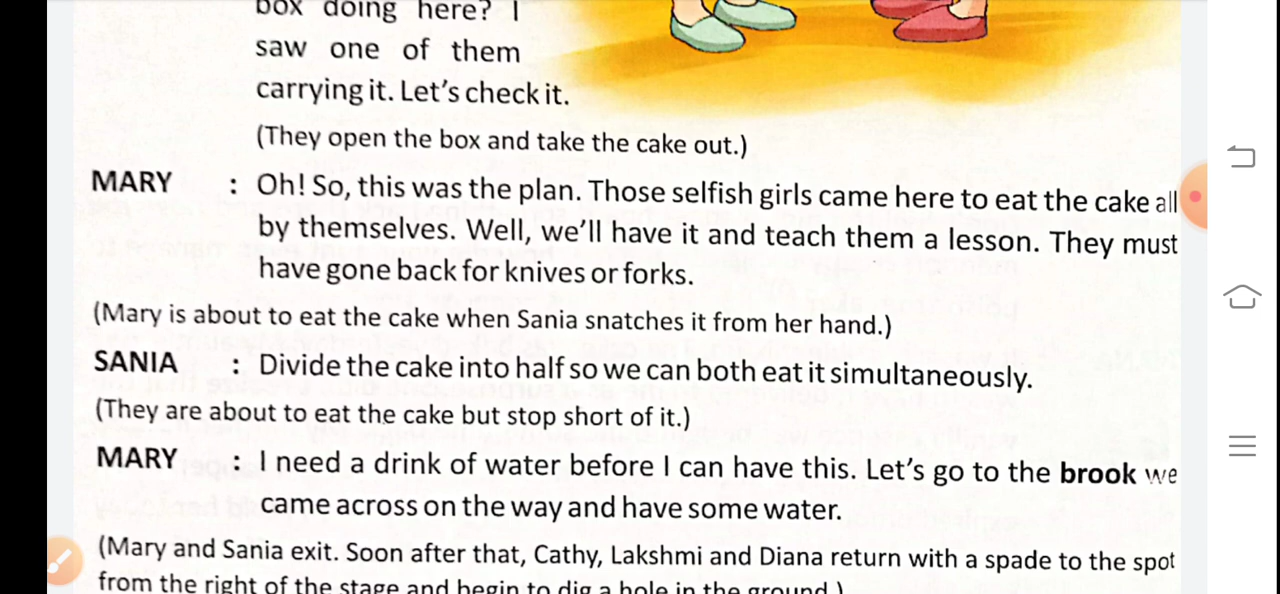 box doing here? I
saw one of them
carrying it. Let's check it.
(They open the box and take the cake out.)
MARY : Oh! So, this was the plan. Those selfish girls came here to eat the cake all
by themselves. Well, we'll have it and teach them a lesson. They must
have gone back for knives or forks.
(Mary is about to eat the cake when Sania snatches it from her hand.)
SANIA : Divide the cake into half so we can both eat it simultaneously.
(They are about to eat the cake but stop short of it.)
MARY : I need a drink of water before I can have this. Let's go to the brook we
came across on the way and have some water.
(Mary and Sania exit. Soon after that, Cathy, Lakshmi and Diana return with a spade to the spot
from the right of the stage and begin to dig a hole in the ground.)